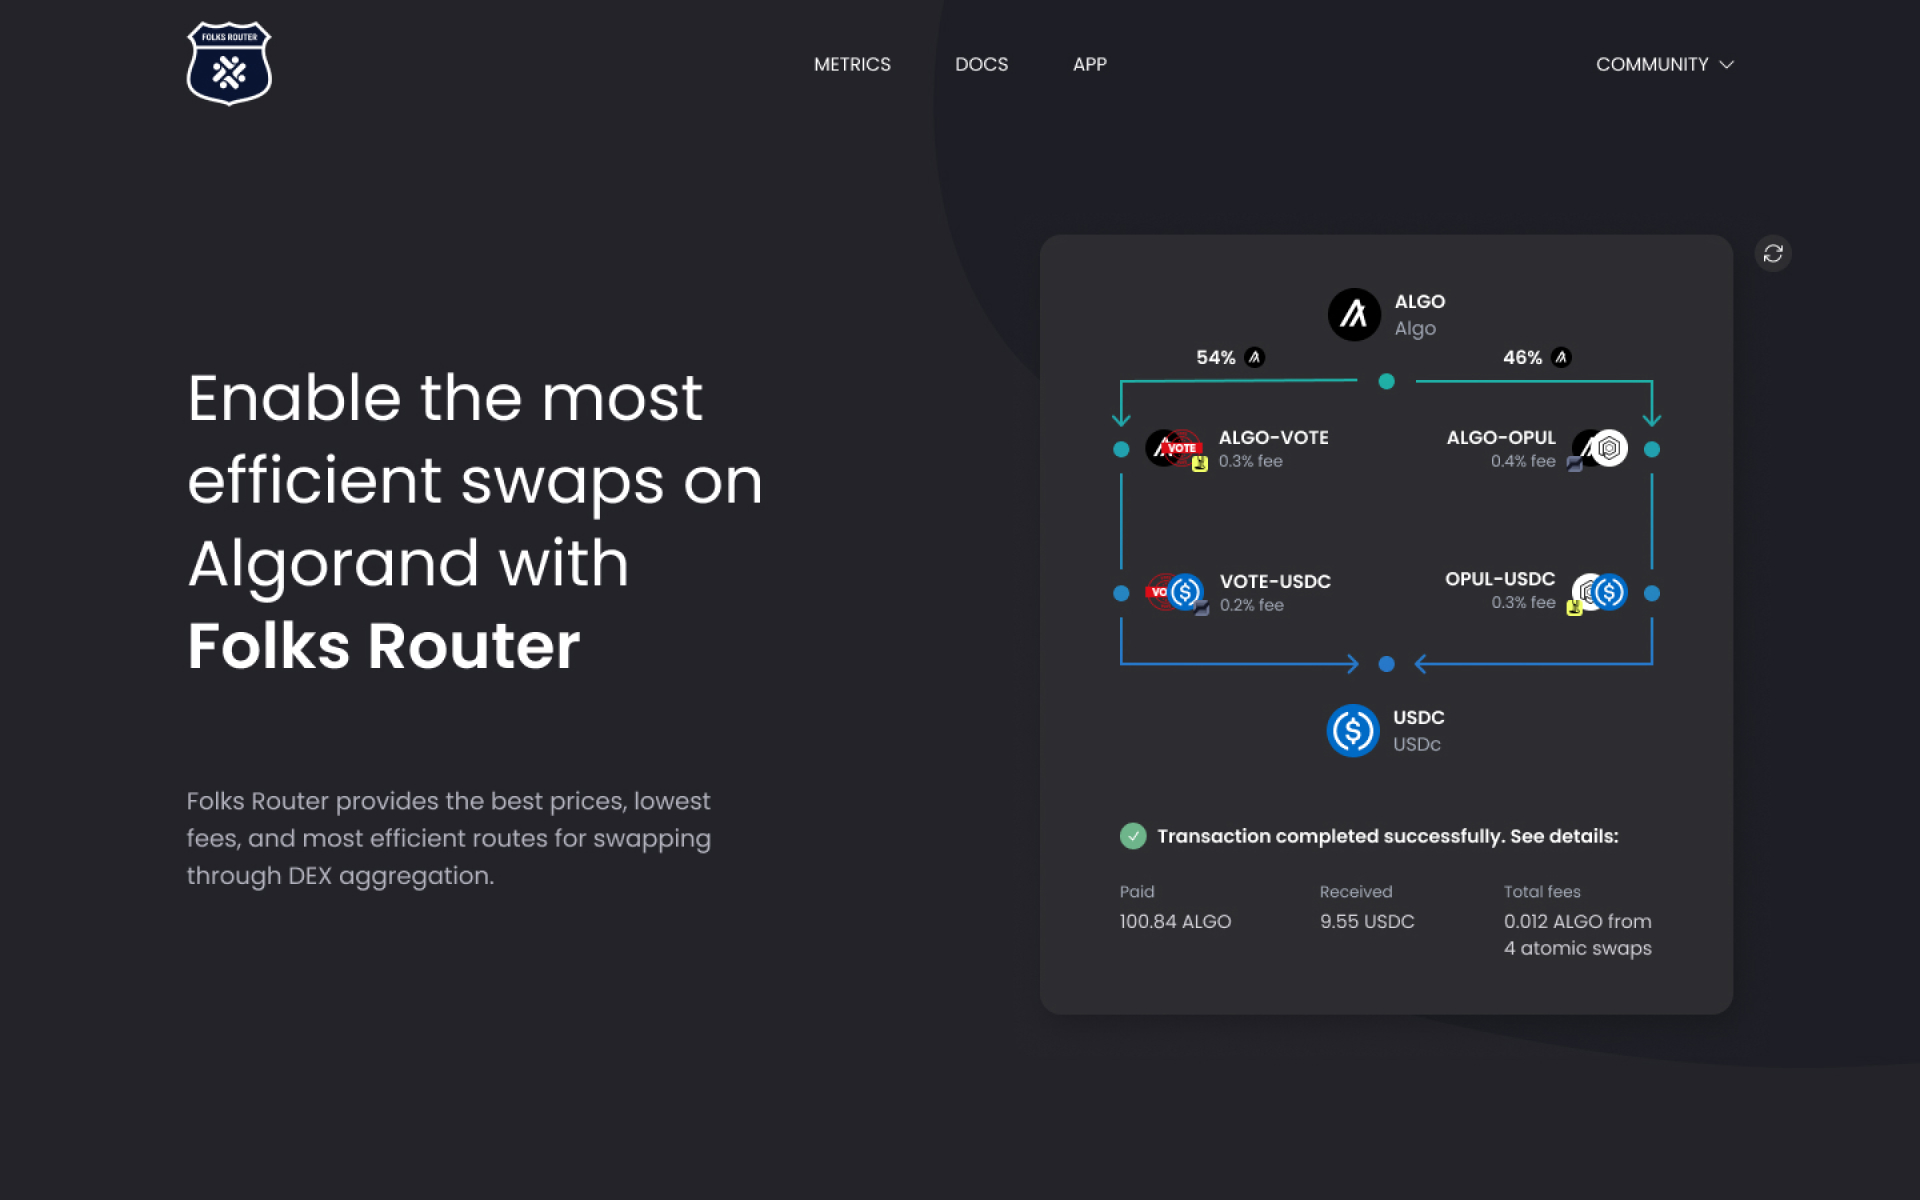 FOLKS ROUTER
METRICS
DOCS
APP
COMMUNITY
Enable the most
efficient swaps on
Algorand with
Folks Router
Folks Router provides the best prices, lowest
fees, and most efficient routes for swapping
through DEX aggregation.
ALGO
Algo
54%
46%
ALGO-VOTE
0.3% fee
VOTE
ALGO-OPUL
0.4% fee
VO
VOTE-USDC
0.2% fee
OPUL-USDC
0.3% fee
USDC
USDc
Transaction completed successfully. See details:
Paid
100.84 ALGO
Received
9.55 USDC
Total fees
0.012 ALGO from
4 atomic swaps